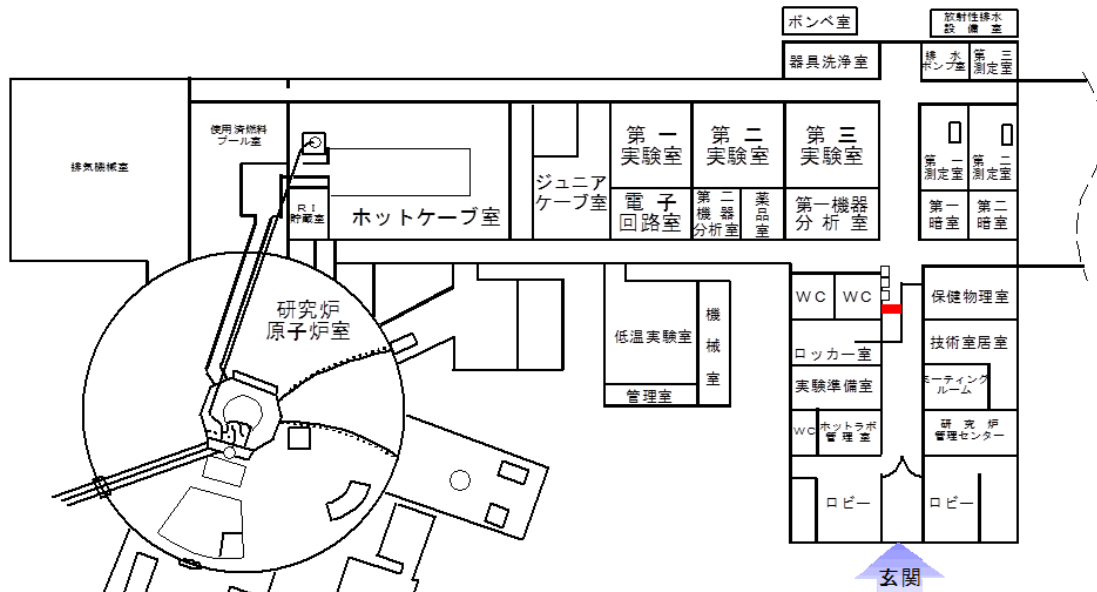 ボンベ室
放射性排水
設備室
器具洗浄室
排水
ポンプ室
第三
測定室
排気機械室
使用済燃料
プール室
第一
実験室
第二
実験室
第三
実験室
ジュニア
ケーブ室
第一
測定室
第二
測定室
RI
貯蔵室
ホットケーブ室
電子
回路室
第二
機器
分析室
薬品室
第一機器
分析室
第一
暗室
第二
暗室
研究炉
原子炉室
WC
WC
保健物理室
低温実験室
機械室
ロッカー室
技術室居室
実験準備室
ミーティング
ルーム
管理室
WC
ホットラボ
管理室
研究炉
管理センター
ロビー
ロビー
玄関